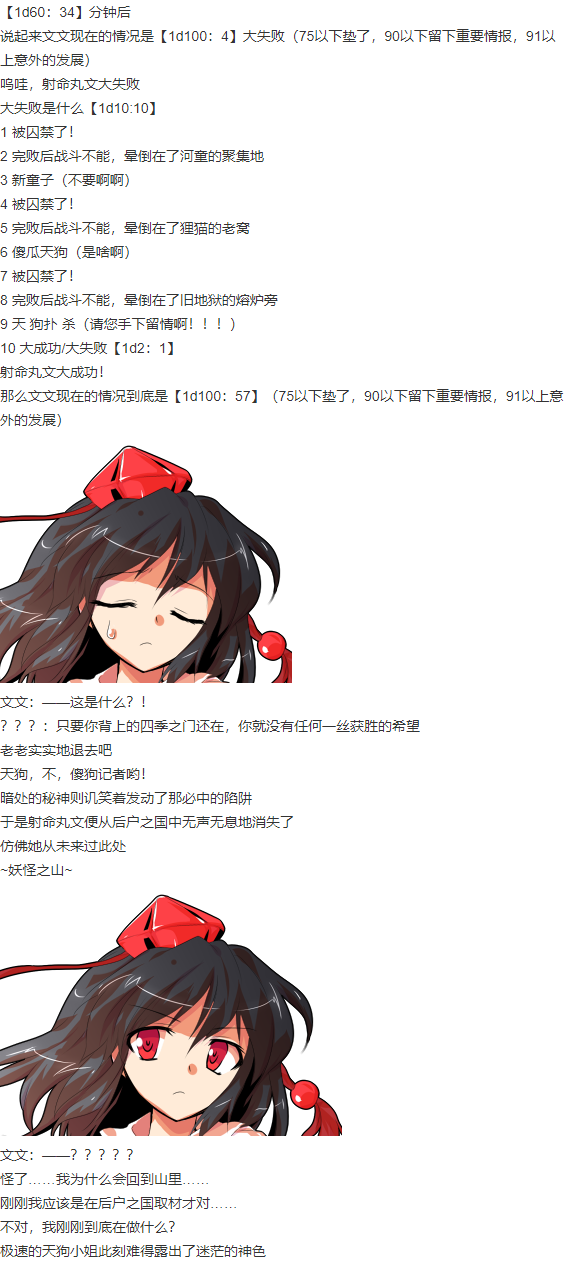 【1d60：34】分钟后
说起来文文现在的情况是【1d100：4】大失败（75以下垫了，90以下留下重要情报，91以
上意外的发展）
呜哇，射命丸文大失败
大失败是什么【1d10:10】
1 被囚禁了！
2 完败后战斗不能，晕倒在了河童的聚集地
3 新童子（不要啊啊）
4 被囚禁了！
5 完败后战斗不能，晕倒在了狸猫的老窝
6 傻瓜天狗（是啥啊）
7 被囚禁了！
8 完败后战斗不能，晕倒在了旧地狱的熔炉旁
9 天 狗扑 杀（请您手下留情啊！！！）
10 大成功/大失败【1d2：1】
射命丸文大成功！
那么文文现在的情况到底是【1d100：57】（75以下垫了，90以下留下重要情报，91以上意
外的发展）
文文：——这是什么？！
？？？：只要你背上的四季之门还在，你就没有任何一丝获胜的希望
老老实实地退去吧
天狗，不，傻狗记者哟！
暗处的秘神则讥笑着发动了那必中的陷阱
于是射命丸文便从后户之国中无声无息地消失了
仿佛她从未来过此处
~妖怪之山~
文文：——？？？？？
怪了……我为什么会回到山里……
刚刚我应该是在后户之国取材才对……
不对，我刚刚到底在做什么？
极速的天狗小姐此刻难得露出了迷茫的神色